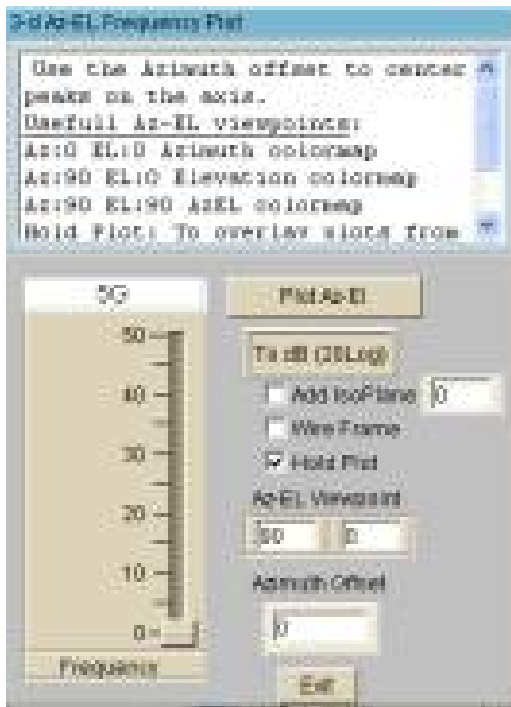 3-d Az-EL Frequency Plot
Use the Azimuth offset to center
peaks on the axis.
Usefull Az-EL viewpoints:
Az:0 EL:0 Azimuth colormap
Az:90 EL:0 Elevation colormap
Az:90 EL:90 AzEL colormap
Hold Plot: To overlay plots from
50
40
30
20
10
0
Frequency
Plot Az-El
To dB (20Log)
Add IsoPlane 0
Wire Frame
Hold Plot
Az-EL Viewpoint
0
Azimuth Offset
0
Exit